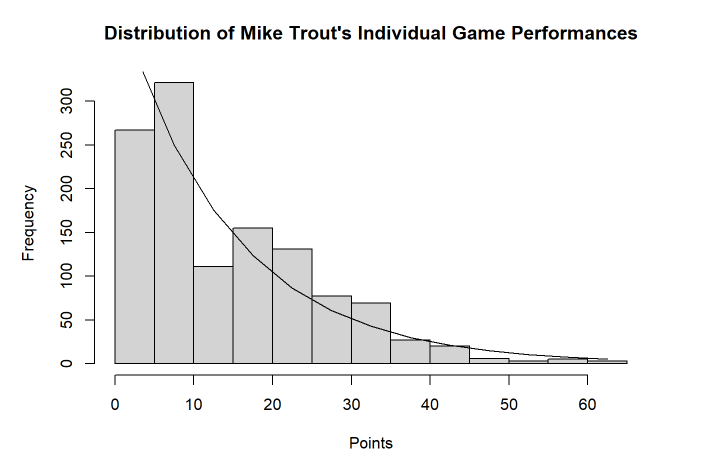 Distribution of Mike Trout's Individual Game Performances
Frequency
300
250
200
150
100
50
0
0 10 20 30 40 50 60
Points